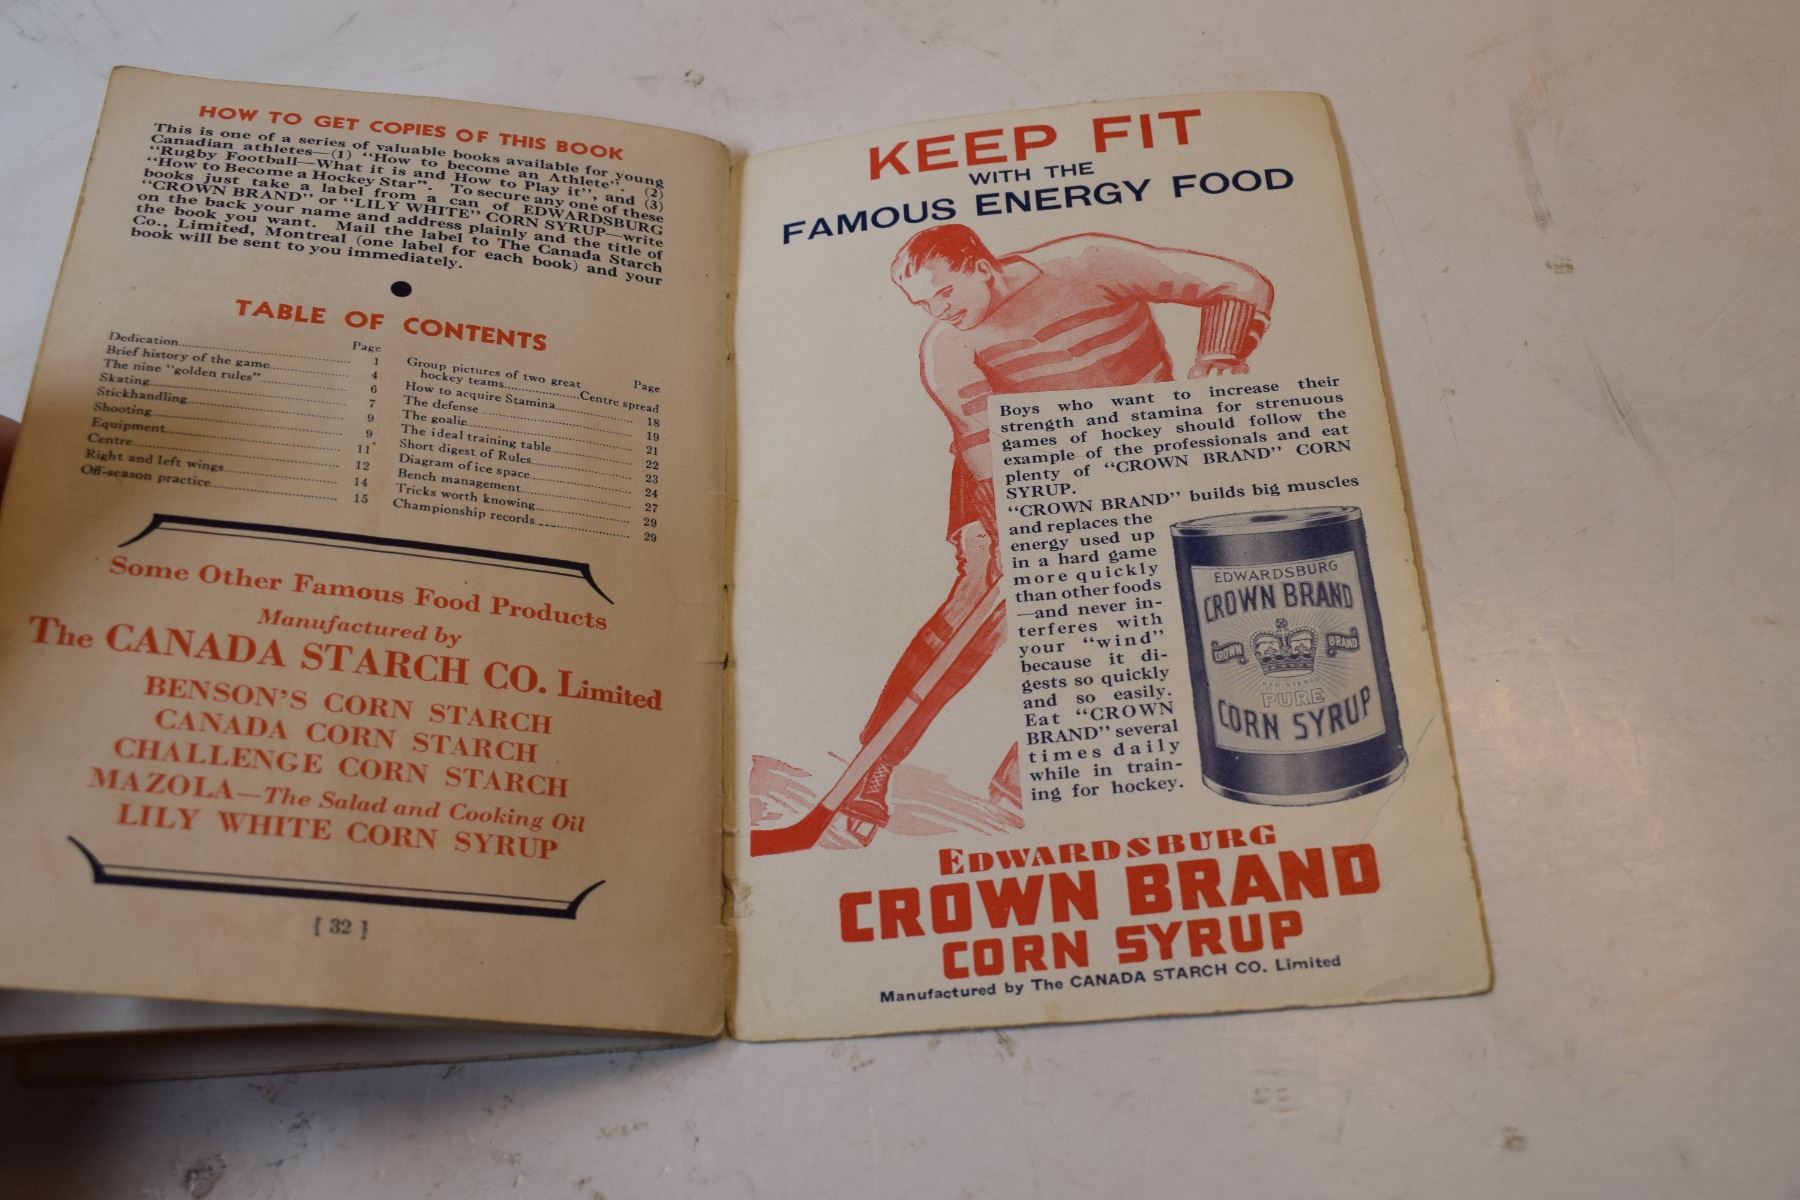 HOW TO GET COPIES OF THIS BOOK
This is one of a series of valuable books available for young
Canadian athletes—(1) "How to become an Athlete". (2)
"Rugby Football—What it is and How to Play it", and (3)
"How to Become a Hockey Star". To secure any one of these
books just take a label from a can of EDWARDSBURG
"CROWN BRAND" or "LILY WHITE" CORN SYRUP—write
on the back your name and address plainly and the title of
the book you want. Mail the label to The Canada Starch
Co., Limited, Montreal (one label for each book) and your
book will be sent to you immediately.
TABLE OF CONTENTS
Page
Dedication 1
Brief history of the game 4
The nine "golden rules" 6
Skating 7
Stickhandling 9
Shooting 9
Equipment 11
Centre 12
Right and left wings 14
Off-season practice 15
Page
Group pictures of two great
hockey teams Centre spread
How to acquire Stamina 18
The defense 19
The goalie 21
The ideal training table 22
Short digest of Rules 23
Diagram of ice space 24
Bench management 27
Tricks worth knowing 29
Championship records 29
Some Other Famous Food Products
Manufactured by
The CANADA STARCH CO. Limited
BENSON'S CORN STARCH
CANADA CORN STARCH
CHALLENGE CORN STARCH
MAZOLA—The Salad and Cooking Oil
LILY WHITE CORN SYRUP
[ 32 ]
KEEP FIT
WITH THE
FAMOUS ENERGY FOOD
Boys who want to increase their
strength and stamina for strenuous
games of hockey should follow the
example of the professionals and eat
plenty of "CROWN BRAND" CORN
SYRUP.
"CROWN BRAND" builds big muscles
and replaces the
energy used up
in a hard game
more quickly
than other foods
—and never in-
terferes with
your "wind"
because it di-
gests so quickly
and so easily.
Eat "CROWN
BRAND" several
times daily
while in train-
ing for hockey.
EDWARDSBURG
CROWN BRAND
CROWN BRAND
REGISTERED
PURE
CORN SYRUP
EDWARDSBURG
CROWN BRAND
CORN SYRUP
Manufactured by The CANADA STARCH CO. Limited